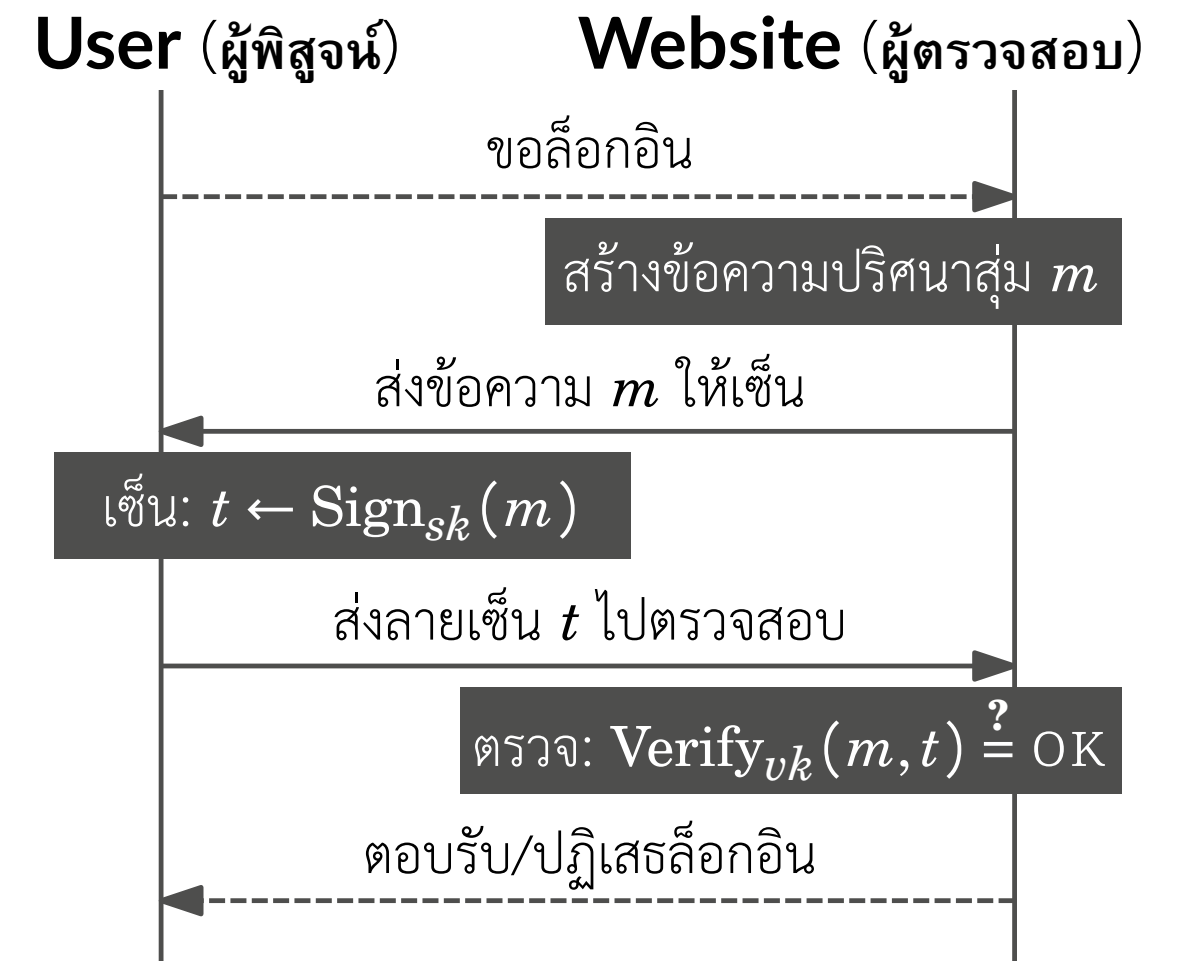 User (ผู้พิสูจน์)
Website (ผู้ตรวจสอบ)
ขอล็อกอิน
สร้างข้อความปริศนาสุ่ม m
ส่งข้อความ m ให้เซ็น
เซ็น: t ← Sign_sk(m)
ส่งลายเซ็น t ไปตรวจสอบ
ตรวจ: Verify_vk(m, t) ≟ OK
ตอบรับ/ปฏิเสธล็อกอิน